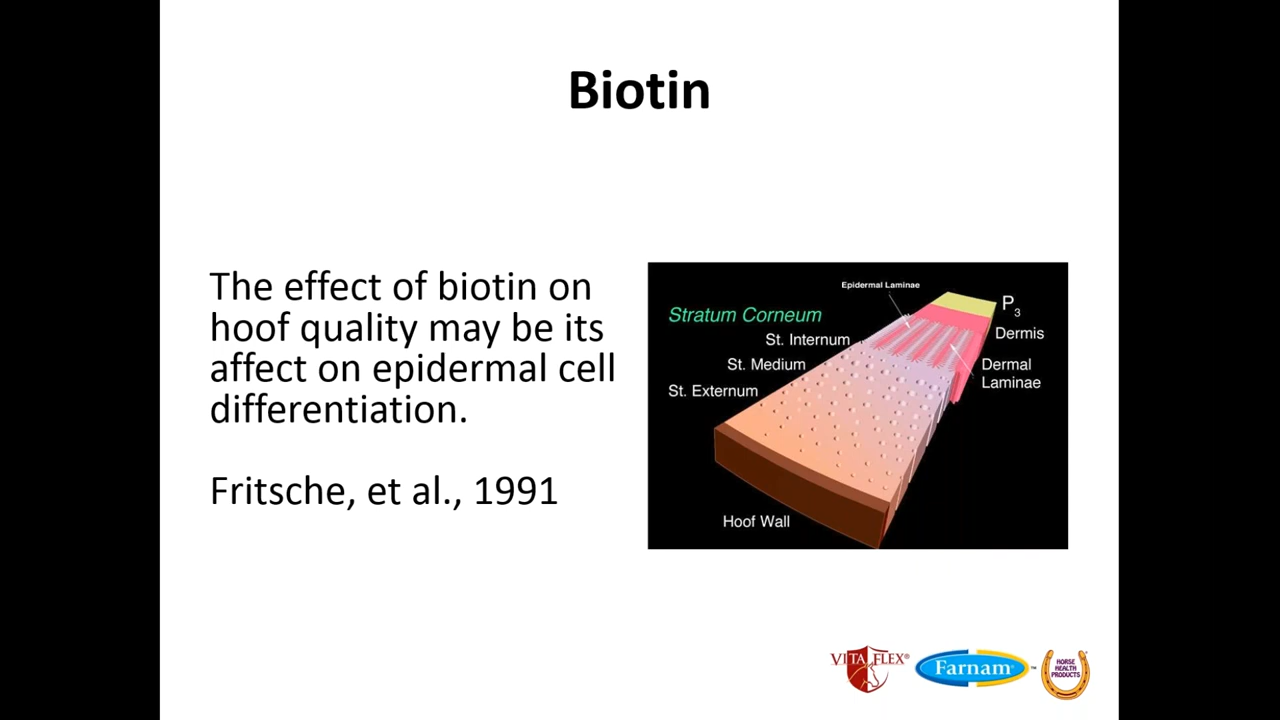 Biotin
The effect of biotin on
hoof quality may be its
affect on epidermal cell
differentiation.
Fritsche, et al., 1991
Epidermal Laminae
Stratum Corneum
St. Internum
St. Medium
St. Externum
P3
Dermis
Dermal
Laminae
Hoof Wall
VITA FLEX®
Farnam™
HORSE
HEALTH
PRODUCTS